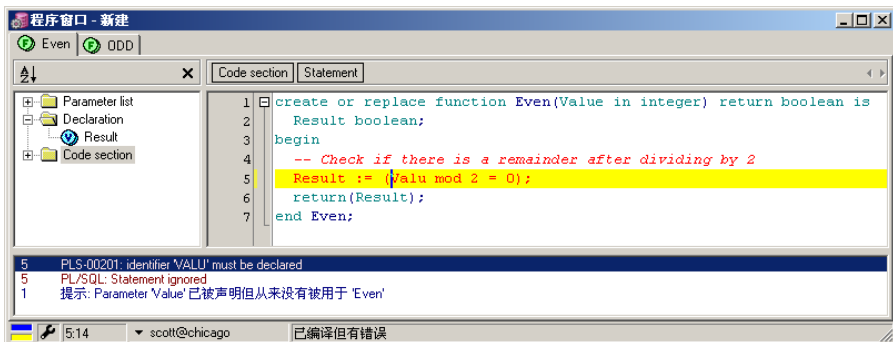 程序窗口 - 新建
Even ODD
Code section Statement
Parameter list
Declaration
Result
Code section
1 create or replace function Even(Value in integer) return boolean is
2 Result boolean;
3 begin
4 -- Check if there is a remainder after dividing by 2
5 Result := (Valu mod 2 = 0);
6 return(Result);
7 end Even;
5 PLS-00201: identifier 'VALU' must be declared
5 PL/SQL: Statement ignored
1 提示: Parameter 'Value' 已被声明但从来没有被用于 'Even'
5:14 scott@chicago 已编译但有错误